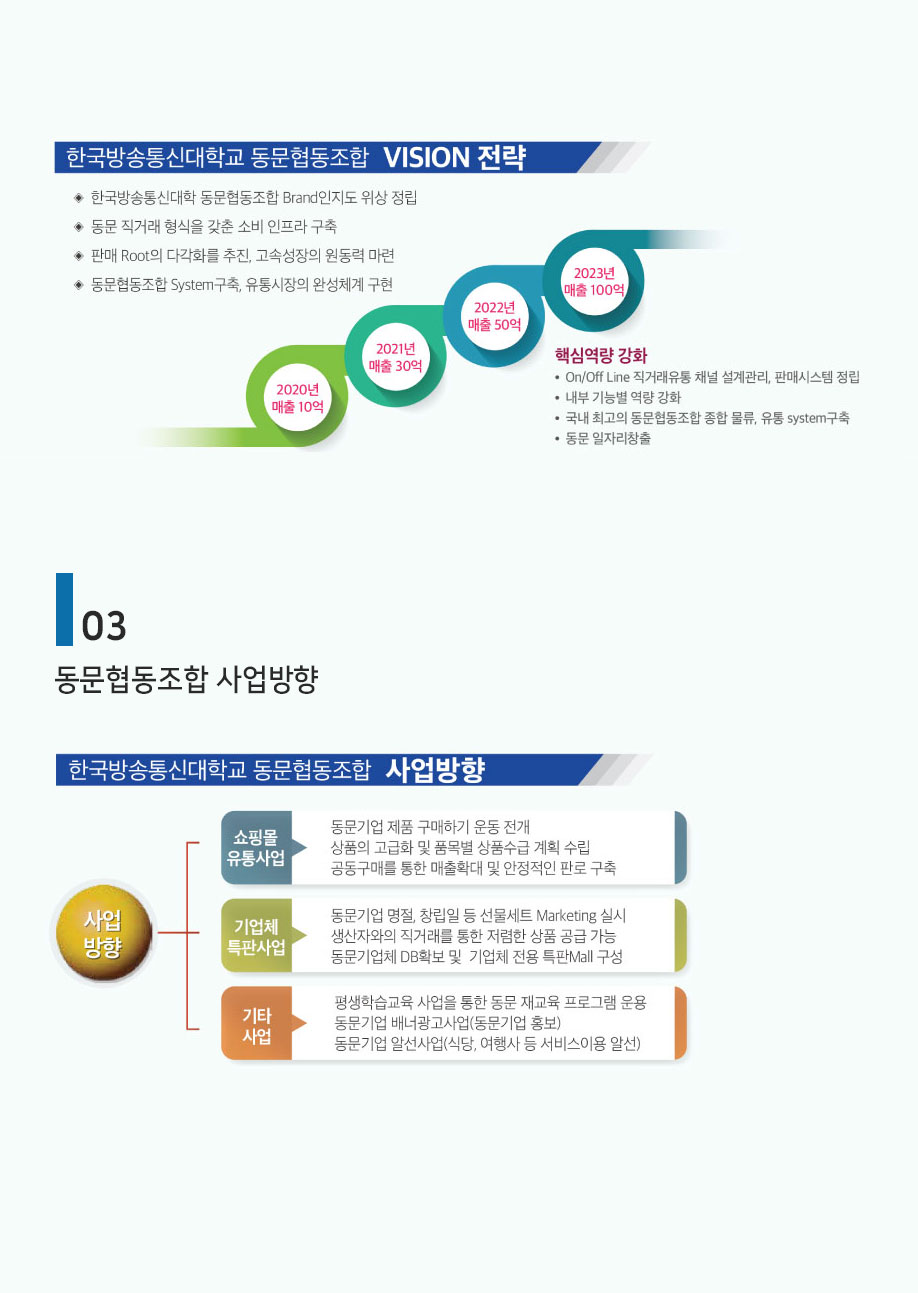 한국방송통신대학교 동문협동조합 VISION 전략
◈ 한국방송통신대학 동문협동조합 Brand인지도 위상 정립
◈ 동문 직거래 형식을 갖춘 소비 인프라 구축
◈ 판매 Root의 다각화를 추진, 고속성장의 원동력 마련
◈ 동문협동조합 System구축, 유통시장의 완성체계 구현
2020년
매출 10억
2021년
매출 30억
2022년
매출 50억
2023년
매출 100억
핵심역량 강화
• On/Off Line 직거래유통 채널 설계관리, 판매시스템 정립
• 내부 기능별 역량 강화
• 국내 최고의 동문협동조합 종합 물류, 유통 system구축
• 동문 일자리창출
03
동문협동조합 사업방향
한국방송통신대학교 동문협동조합 사업방향
사업
방향
쇼핑몰
유통사업
동문기업 제품 구매하기 운동 전개
상품의 고급화 및 품목별 상품수급 계획 수립
공동구매를 통한 매출확대 및 안정적인 판로 구축
기업체
특판사업
동문기업 명절, 창립일 등 선물세트 Marketing 실시
생산자와의 직거래를 통한 저렴한 상품 공급 가능
동문기업체 DB확보 및 기업체 전용 특판Mall 구성
기타
사업
평생학습교육 사업을 통한 동문 재교육 프로그램 운용
동문기업 배너광고사업(동문기업 홍보)
동문기업 알선사업(식당, 여행사 등 서비스이용 알선)